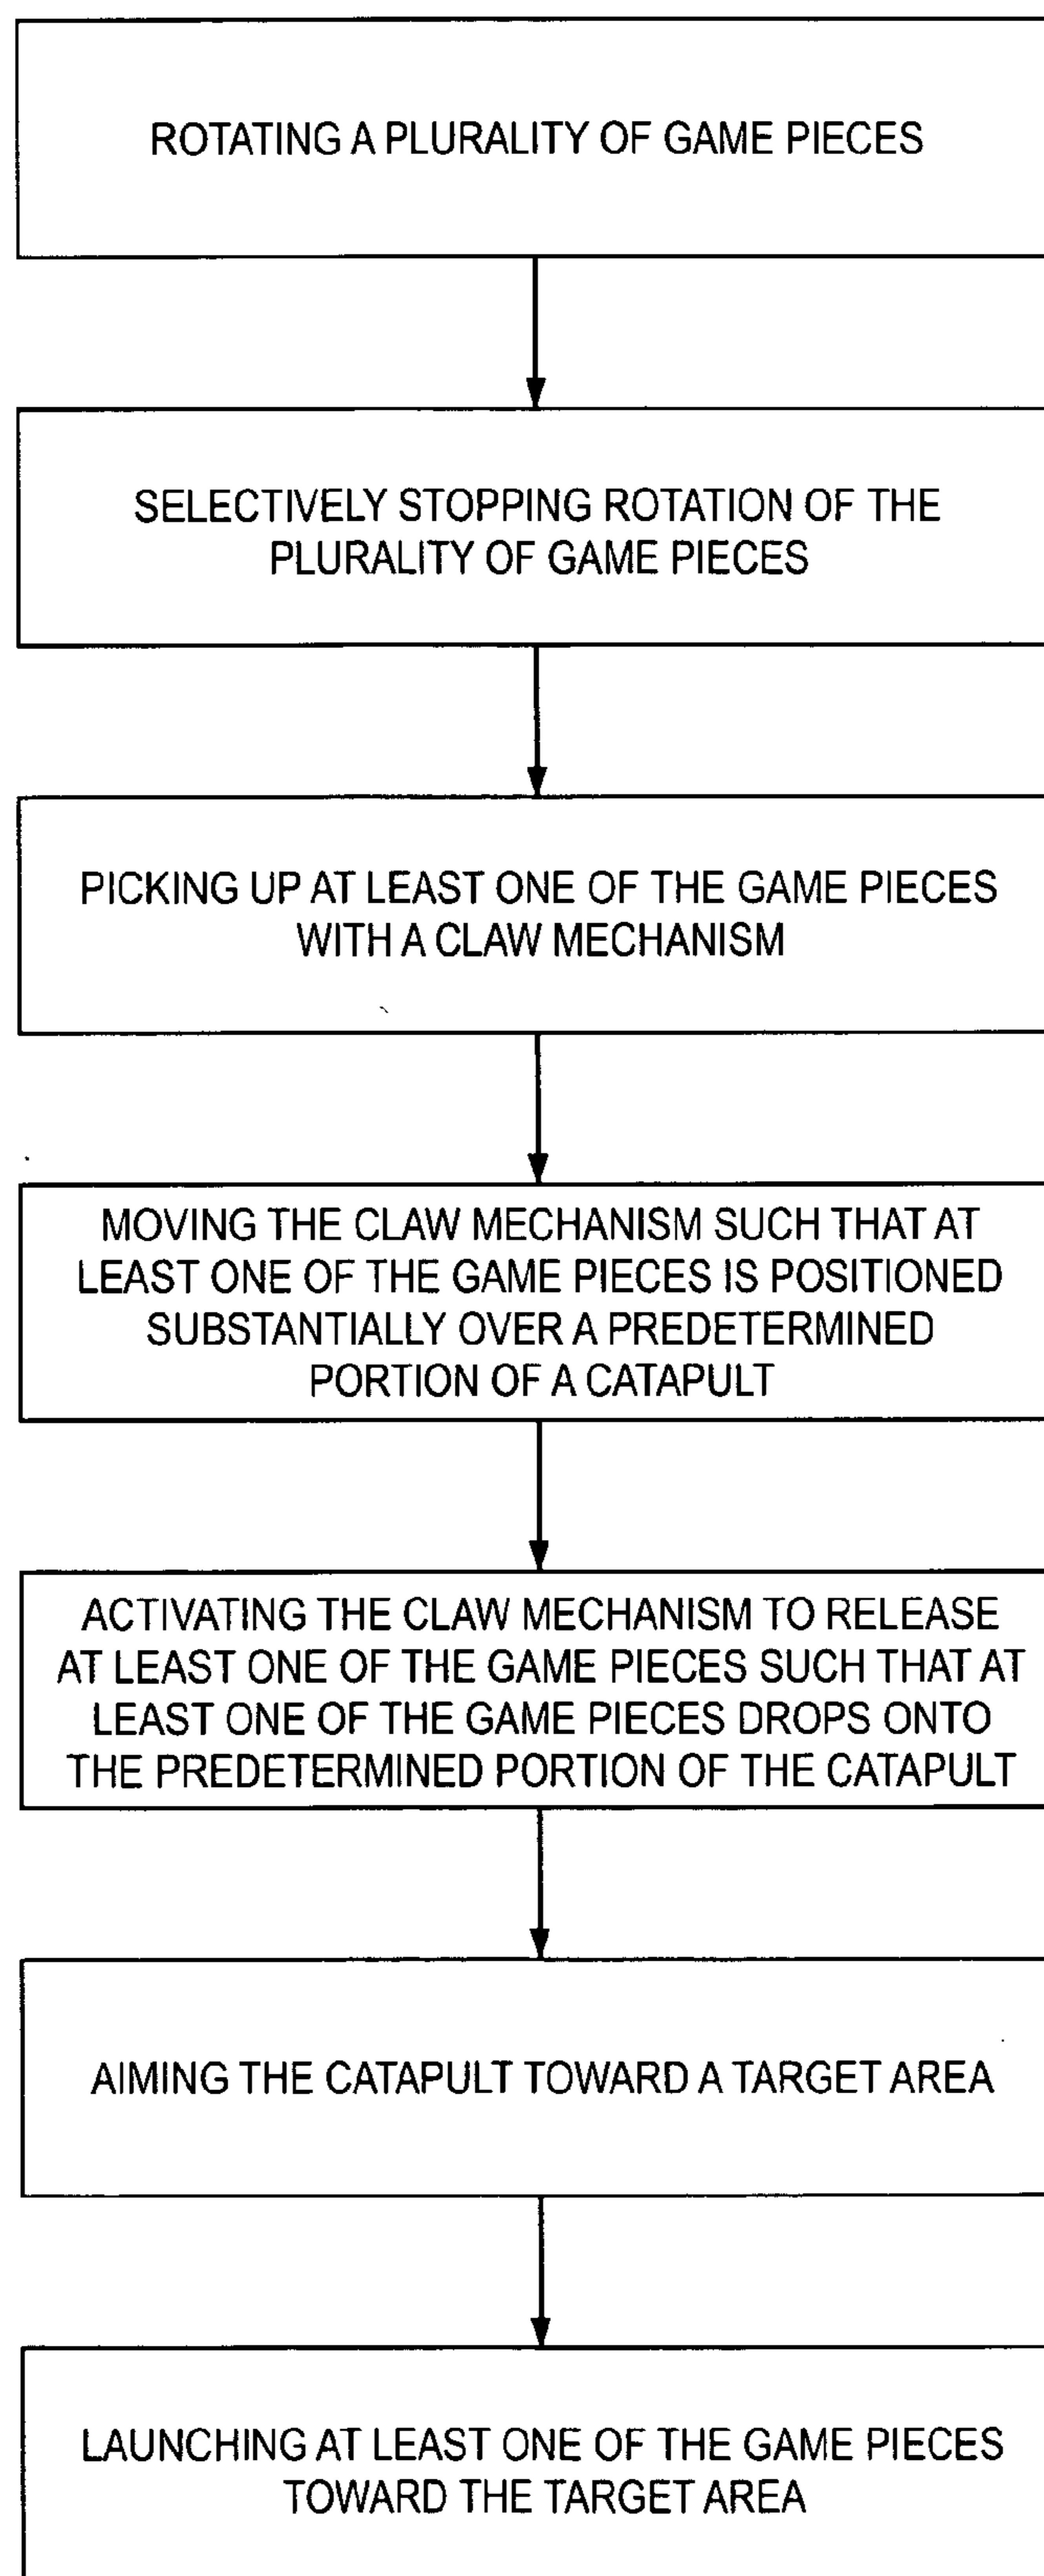 ROTATING A PLURALITY OF GAME PIECES
SELECTIVELY STOPPING ROTATION OF THE
PLURALITY OF GAME PIECES
PICKING UP AT LEAST ONE OF THE GAME PIECES
WITH A CLAW MECHANISM
MOVING THE CLAW MECHANISM SUCH THAT AT
LEAST ONE OF THE GAME PIECES IS POSITIONED
SUBSTANTIALLY OVER A PREDETERMINED
PORTION OF A CATAPULT
ACTIVATING THE CLAW MECHANISM TO RELEASE
AT LEAST ONE OF THE GAME PIECES SUCH THAT AT
LEAST ONE OF THE GAME PIECES DROPS ONTO
THE PREDETERMINED PORTION OF THE CATAPULT
AIMING THE CATAPULT TOWARD A TARGET AREA
LAUNCHING AT LEAST ONE OF THE GAME PIECES
TOWARD THE TARGET AREA